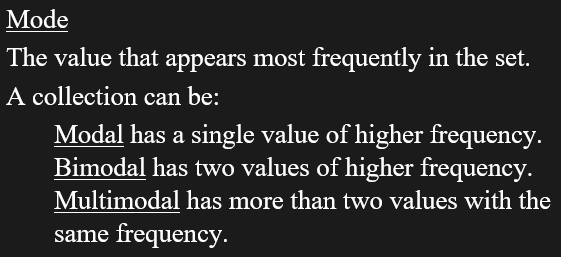 Mode
The value that appears most frequently in the set.
A collection can be:
Modal has a single value of higher frequency.
Bimodal has two values of higher frequency.
Multimodal has more than two values with the
same frequency.